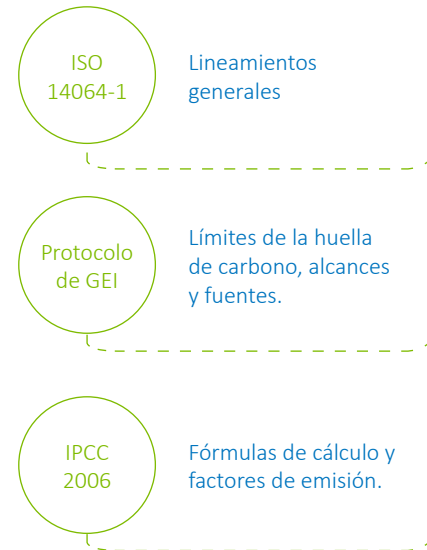 ISO
14064-1
Lineamientos
generales
Protocolo
de GEI
Límites de la huella
de carbono, alcances
y fuentes.
IPCC
2006
Fórmulas de cálculo y
factores de emisión.